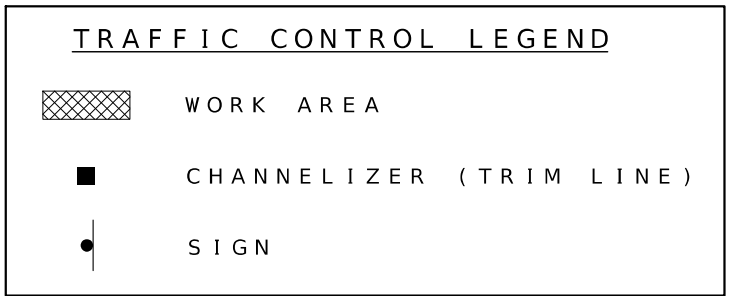 TRAFFIC CONTROL LEGEND
WORK AREA
CHANNELIZER (TRIM LINE)
SIGN